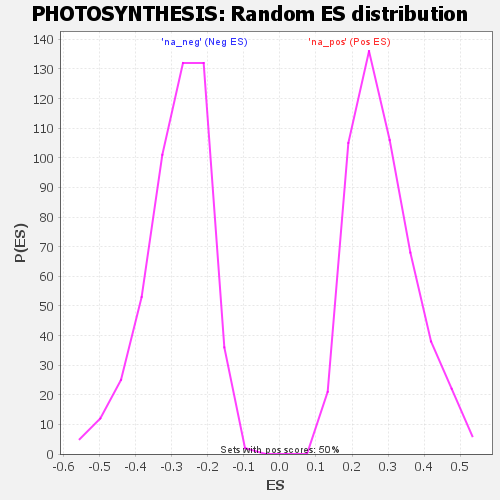 PHOTOSYNTHESIS: Random ES distribution
'na_neg' (Neg ES) 'na_pos' (Pos ES)
140
130
120
110
100
90
80
70
60
50
40
30
20
10
0
P(ES)
Sets with pos scores: 50%
-0.6 -0.5 -0.4 -0.3 -0.2 -0.1 0.0 0.1 0.2 0.3 0.4 0.5
ES